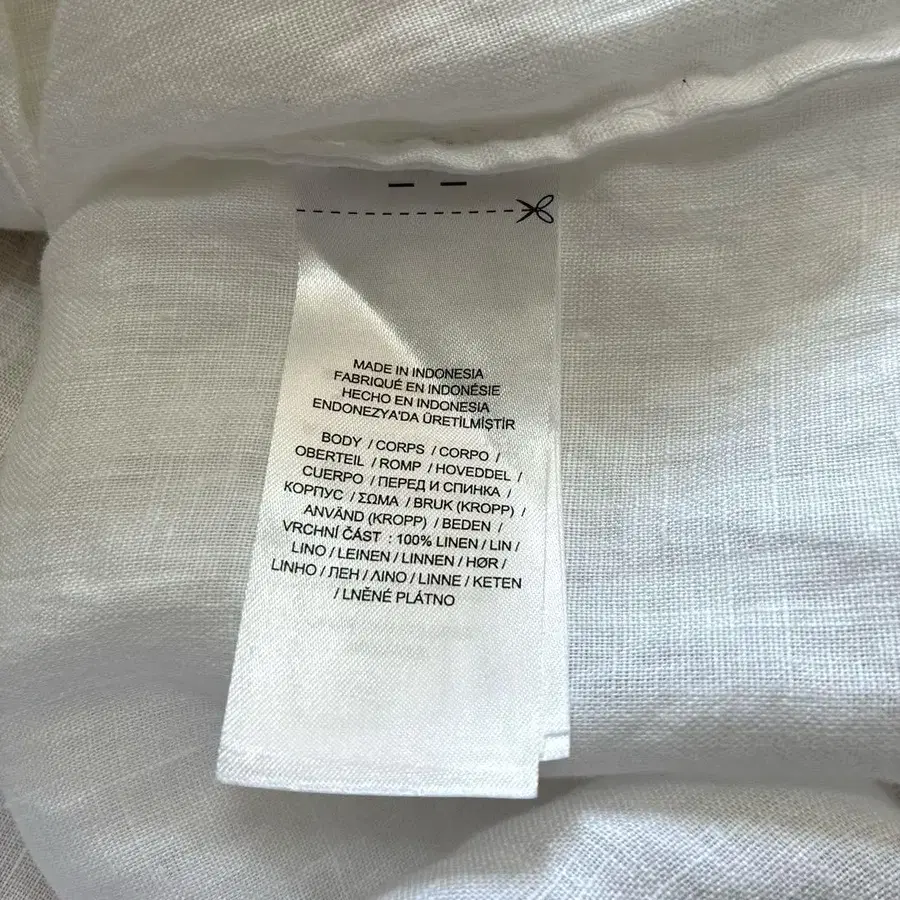 MADE IN INDONESIA
FABRIQUÉ EN INDONÉSIE
HECHO EN INDONESIA
ENDONEZYA'DA ÜRETİLMİŞTİR
BODY / CORPS / CORPO /
OBERTEIL / ROMP / HOVEDDEL /
CUERPO / ПЕРЕД И СПИНКА /
КОРПУС / ΣΩΜΑ / BRUK (KROPP) /
ANVÄND (KROPP) / BEDEN /
VRCHNÍ ČÁST : 100% LINEN / LIN /
LINO / LEINEN / LINNEN / HØR /
LINHO / ЛЕН / ΛΙΝΟ / LINNE / KETEN
/ LNĚNÉ PLÁTNO